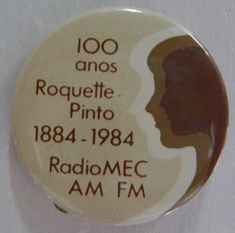 100
anos
Roquette-
Pinto
1884-1984
RadioMEC
AM FM